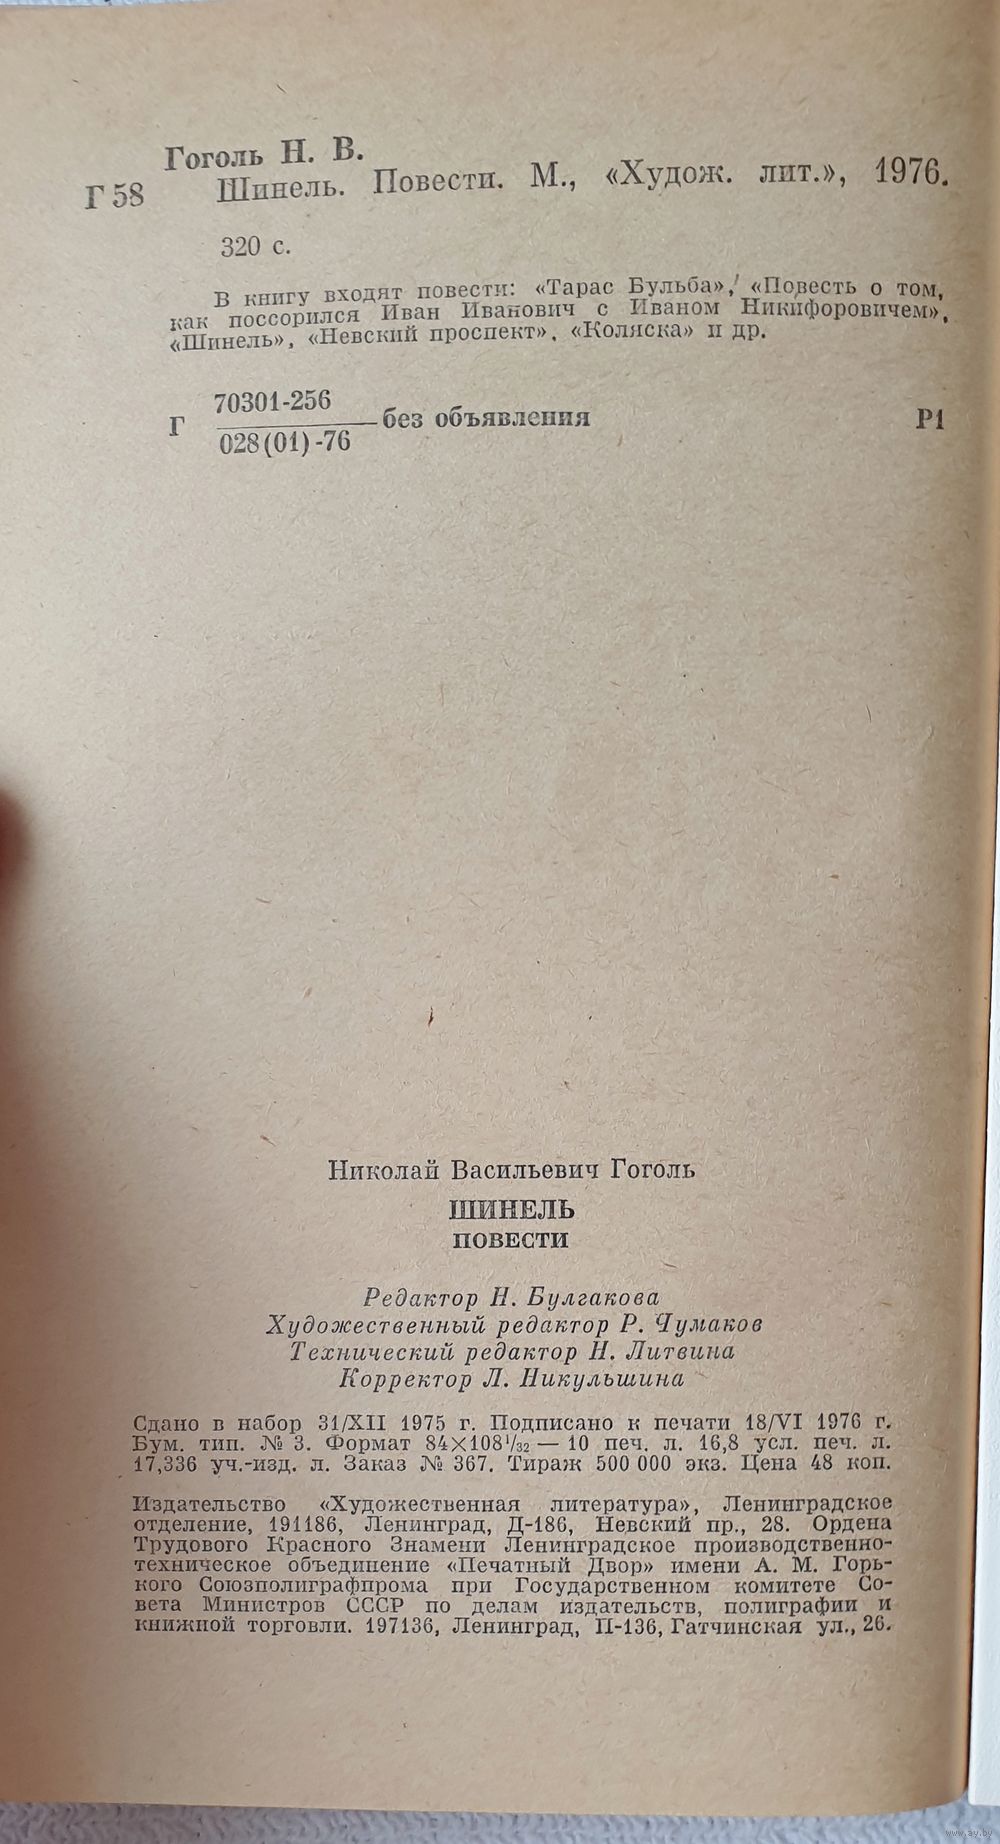 Гоголь Н. В.
Г 58 Шинель. Повести. М., «Худож. лит.», 1976.
320 с.
В книгу входят повести: «Тарас Бульба», «Повесть о том,
как поссорился Иван Иванович с Иваном Никифоровичем»,
«Шинель», «Невский проспект», «Коляска» и др.
70301-256
Г без объявления Р1
028(01)-76
Николай Васильевич Гоголь
ШИНЕЛЬ
ПОВЕСТИ
Редактор Н. Булгакова
Художественный редактор Р. Чумаков
Технический редактор Н. Литвина
Корректор Л. Никульшина
Сдано в набор 31/XII 1975 г. Подписано к печати 18/VI 1976 г.
Бум. тип. № 3. Формат 84×108¹/₃₂ — 10 печ. л. 16,8 усл. печ. л.
17,336 уч.-изд. л. Заказ № 367. Тираж 500 000 экз. Цена 48 коп.
Издательство «Художественная литература», Ленинградское
отделение, 191186, Ленинград, Д-186, Невский пр., 28. Ордена
Трудового Красного Знамени Ленинградское производственно-
техническое объединение «Печатный Двор» имени А. М. Горь-
кого Союзполиграфпрома при Государственном комитете Со-
вета Министров СССР по делам издательств, полиграфии и
книжной торговли. 197136, Ленинград, П-136, Гатчинская ул., 26.
www.ay.by